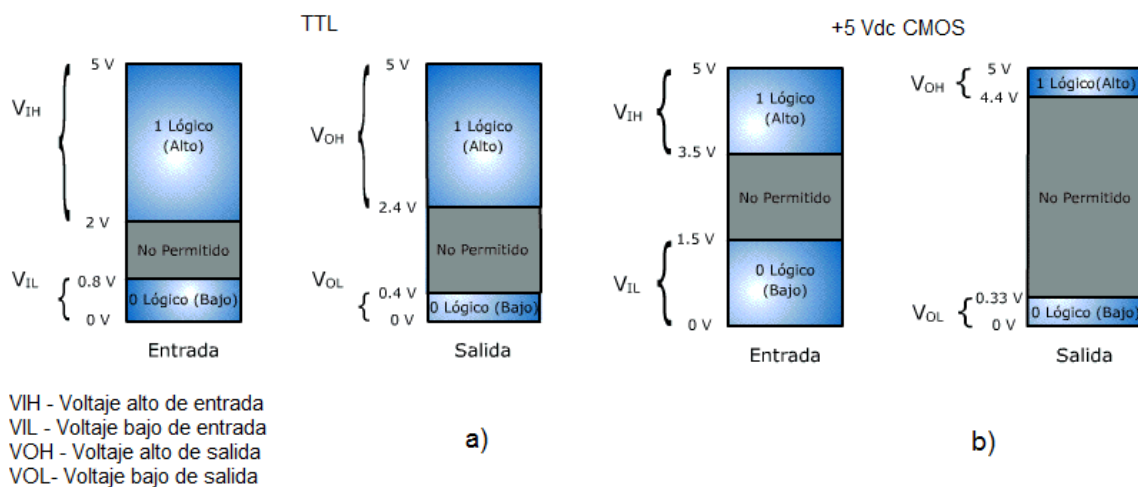 TTL
5 V
VIH
1 Lógico
(Alto)
2 V
No Permitido
VIL
0.8 V
0 Lógico (Bajo)
0 V
Entrada
5 V
VOH
1 Lógico
(Alto)
2.4 V
No Permitido
VOL
0.4 V
0 Lógico (Bajo)
0 V
Salida
+5 Vdc CMOS
5 V
VIH
1 Lógico
(Alto)
3.5 V
No Permitido
1.5 V
VIL
0 Lógico
(Bajo)
0 V
Entrada
VOH
5 V
1 Lógico(Alto)
4.4 V
No Permitido
0.33 V
VOL
0 Lógico (Bajo)
0 V
Salida
VIH - Voltaje alto de entrada
VIL - Voltaje bajo de entrada
VOH - Voltaje alto de salida
VOL- Voltaje bajo de salida
a)
b)